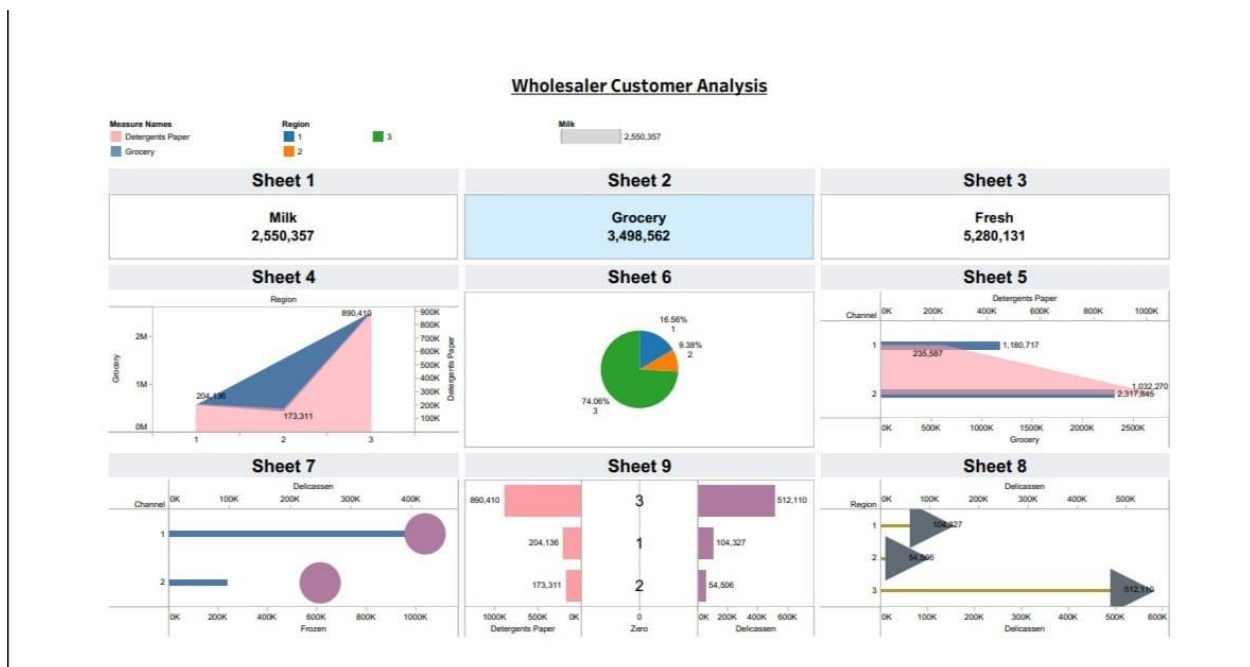 Wholesaler Customer Analysis
Measure Names
Detergents Paper
Grocery
Region
1
2
3
Milk
2,550,357
Sheet 1
Milk
2,550,357
Sheet 2
Grocery
3,498,562
Sheet 3
Fresh
5,280,131
Sheet 4
Region
890,410
204,136
173,311
Grocery
2M
1M
0M
900K
800K
700K
600K
500K
400K
300K
200K
100K
Detergents Paper
1 2 3
Sheet 6
16.56%
1
9.38%
2
74.06%
3
Sheet 5
Detergents Paper
Channel 0K 200K 400K 600K 800K 1000K
1 1,180,717
235,587
1,032,270
2 2,317,845
0K 500K 1000K 1500K 2000K 2500K
Grocery
Sheet 7
Delicassen
Channel 0K 100K 200K 300K 400K
1
2
0K 200K 400K 600K 800K 1000K
Frozen
Sheet 9
890,410 3 512,110
204,136 1 104,327
173,311 2 54,506
1000K 500K 0K 0 0K 200K 400K 600K
Detergents Paper Zero Delicassen
Sheet 8
Delicassen
Region 0K 100K 200K 300K 400K 500K
1 104,327
2 54,506
3 512,110
0K 100K 200K 300K 400K 500K 600K
Delicassen